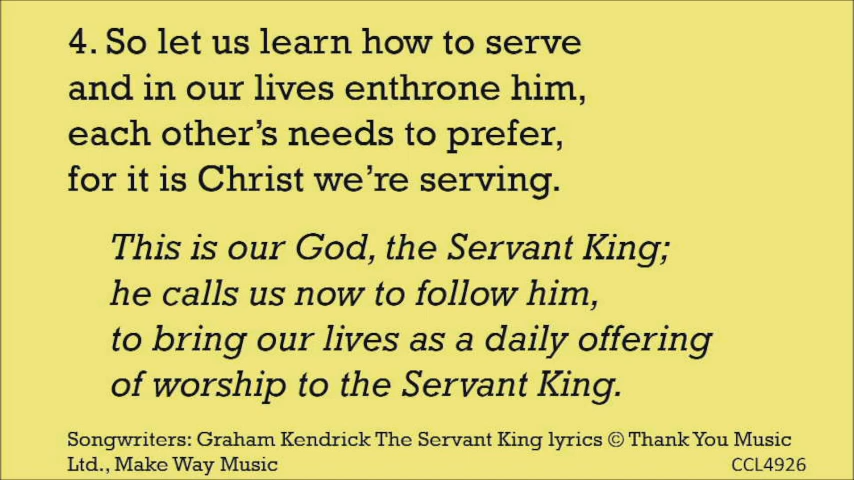 4. So let us learn how to serve
and in our lives enthrone him,
each other's needs to prefer,
for it is Christ we're serving.
This is our God, the Servant King;
he calls us now to follow him,
to bring our lives as a daily offering
of worship to the Servant King.
Songwriters: Graham Kendrick The Servant King lyrics © Thank You Music
Ltd., Make Way Music
CCL4926